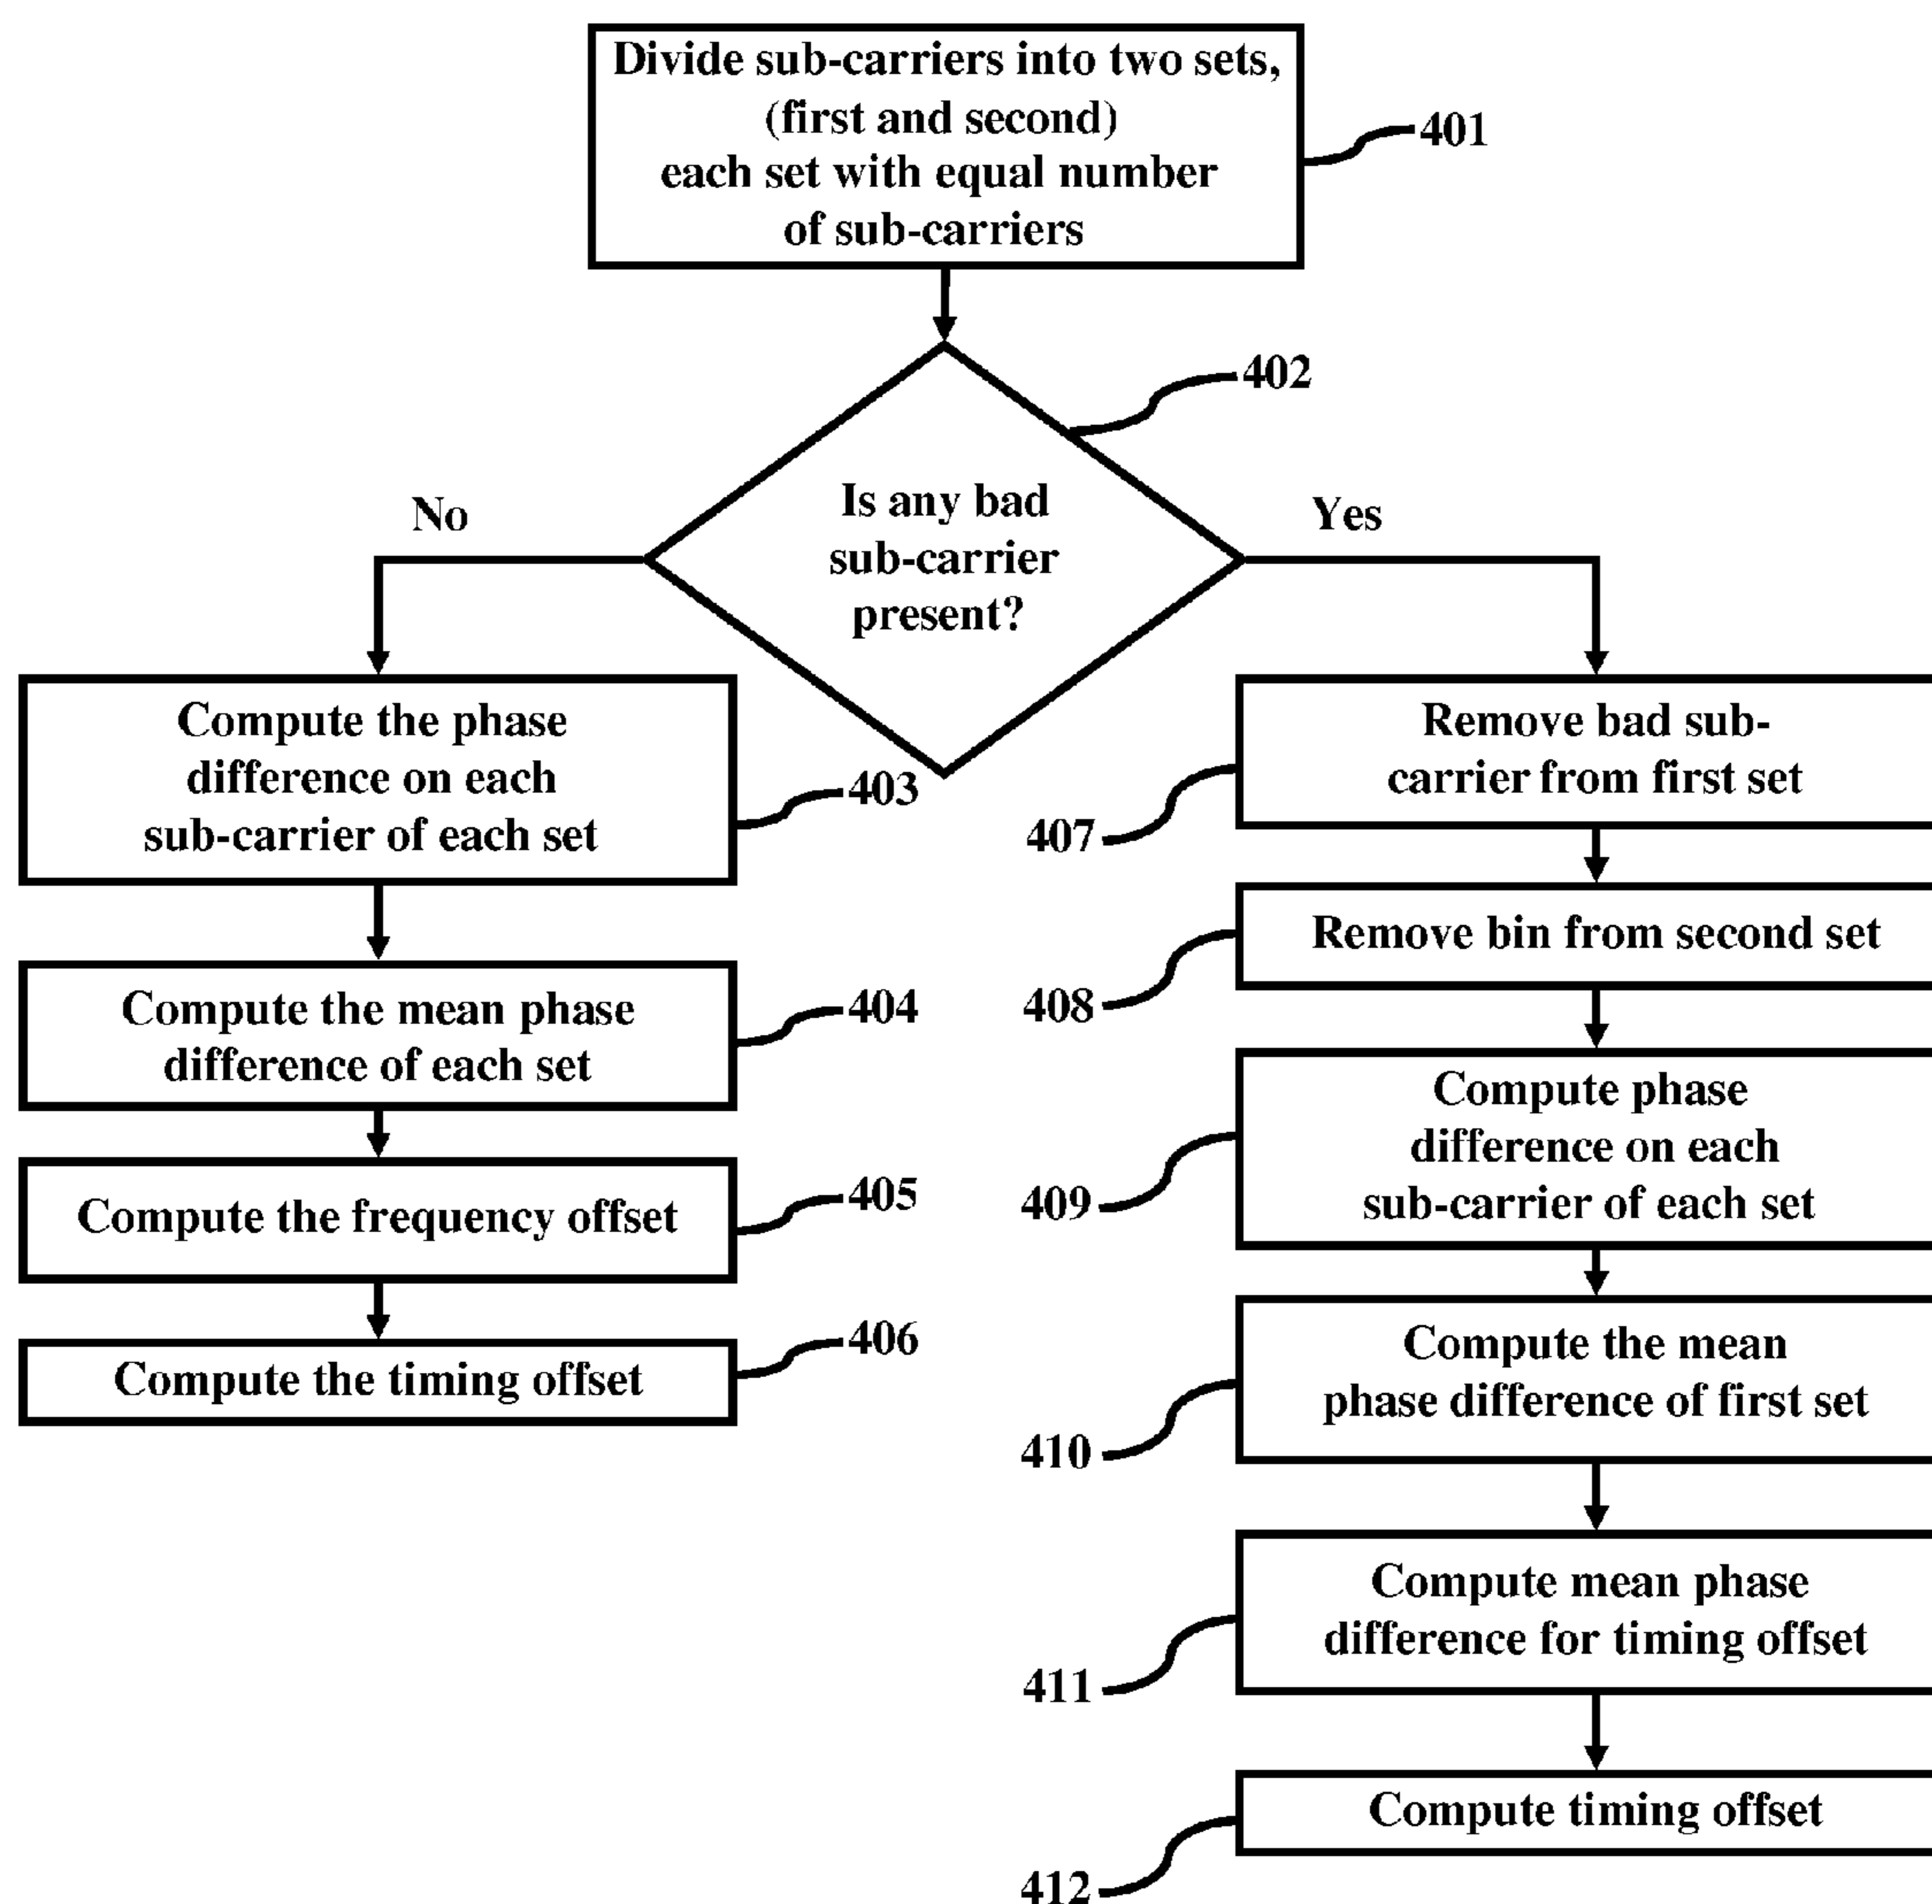 Divide sub-carriers into two sets,
(first and second)
each set with equal number
of sub-carriers
401
402
Is any bad
sub-carrier
present?
No
Yes
Compute the phase
difference on each
sub-carrier of each set
403
Compute the mean phase
difference of each set
404
Compute the frequency offset
405
Compute the timing offset
406
Remove bad sub-
carrier from first set
407
Remove bin from second set
408
Compute phase
difference on each
sub-carrier of each set
409
Compute the mean
phase difference of first set
410
Compute mean phase
difference for timing offset
411
Compute timing offset
412